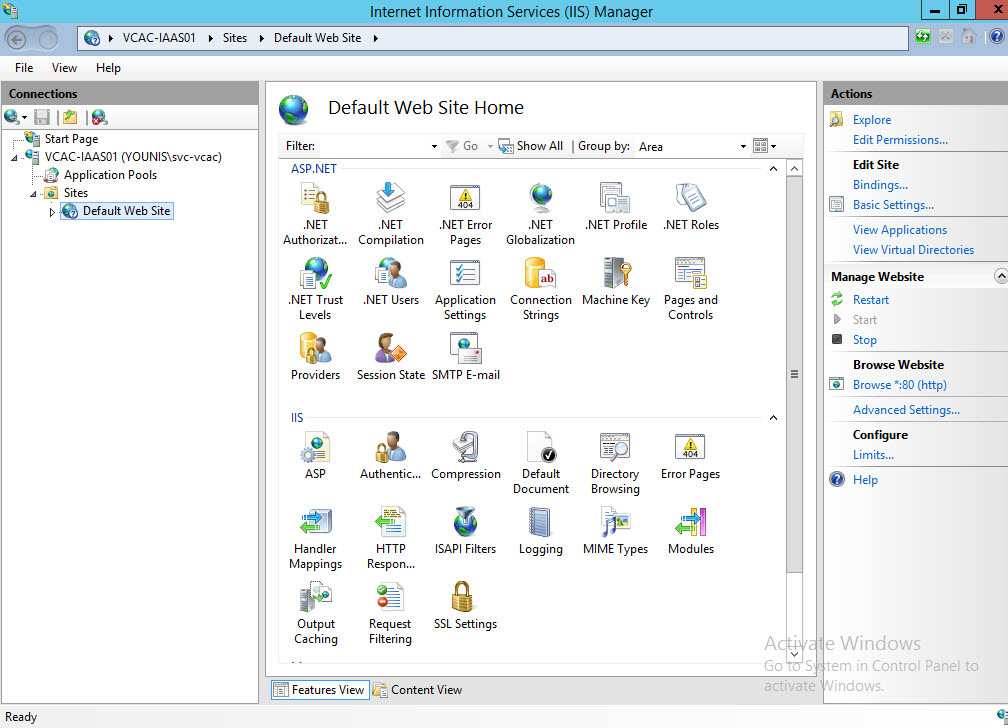 Internet Information Services (IIS) Manager
VCAC-IAAS01 Sites Default Web Site
File View Help
Connections
Start Page
VCAC-IAAS01 (YOUNIS\svc-vcac)
Application Pools
Sites
Default Web Site
Default Web Site Home
Filter: Go Show All Group by: Area
ASP.NET
.NET Authorizat...
.NET Compilation
.NET Error Pages
.NET Globalization
.NET Profile
.NET Roles
.NET Trust Levels
.NET Users
Application Settings
Connection Strings
Machine Key
Pages and Controls
Providers
Session State
SMTP E-mail
IIS
ASP
Authentic...
Compression
Default Document
Directory Browsing
Error Pages
Handler Mappings
HTTP Respon...
ISAPI Filters
Logging
MIME Types
Modules
Output Caching
Request Filtering
SSL Settings
Features View Content View
Actions
Explore
Edit Permissions...
Edit Site
Bindings...
Basic Settings...
View Applications
View Virtual Directories
Manage Website
Restart
Start
Stop
Browse Website
Browse *:80 (http)
Advanced Settings...
Configure
Limits...
Help
Activate Windows
Go to System in Control Panel to
activate Windows.
Ready